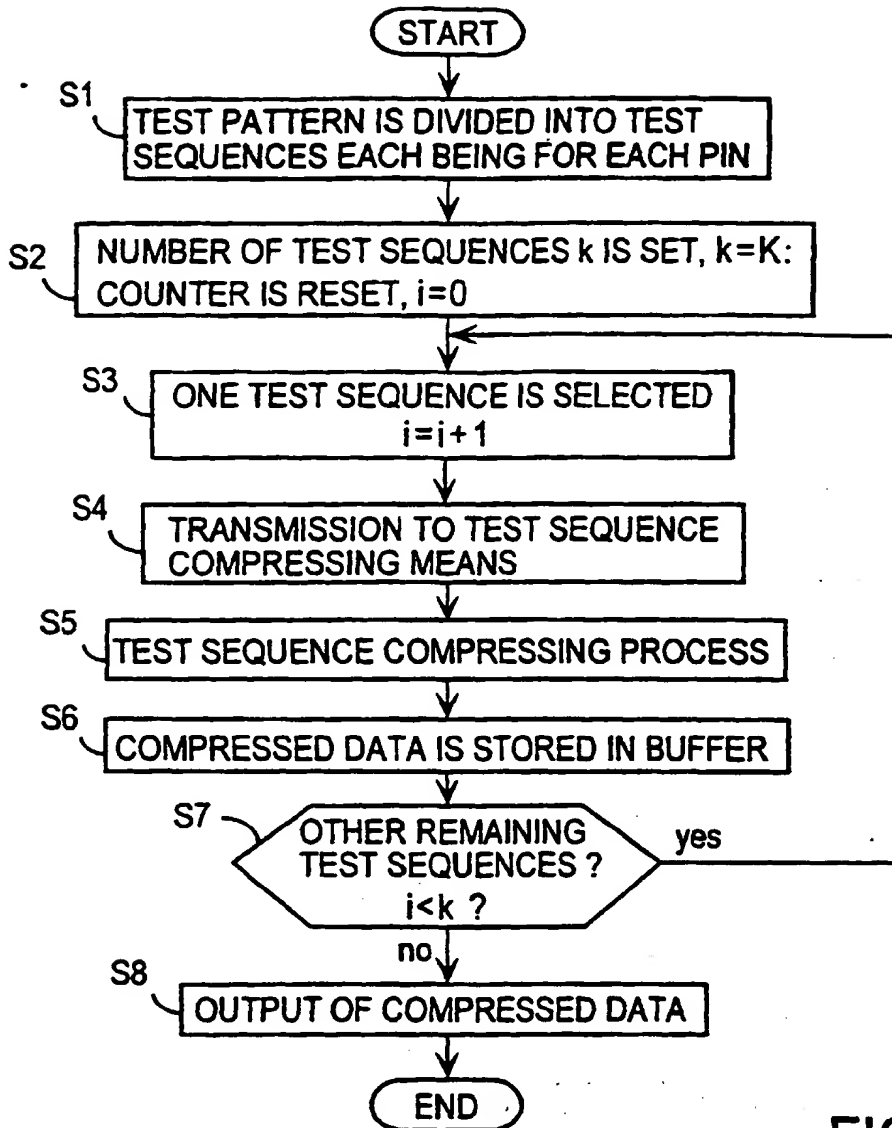 START
S1
TEST PATTERN IS DIVIDED INTO TEST
SEQUENCES EACH BEING FOR EACH PIN
S2
NUMBER OF TEST SEQUENCES k IS SET, k=K:
COUNTER IS RESET, i=0
S3
ONE TEST SEQUENCE IS SELECTED
i=i+1
S4
TRANSMISSION TO TEST SEQUENCE
COMPRESSING MEANS
S5
TEST SEQUENCE COMPRESSING PROCESS
S6
COMPRESSED DATA IS STORED IN BUFFER
S7
OTHER REMAINING
TEST SEQUENCES ?
i<k ?
yes
no
S8
OUTPUT OF COMPRESSED DATA
END